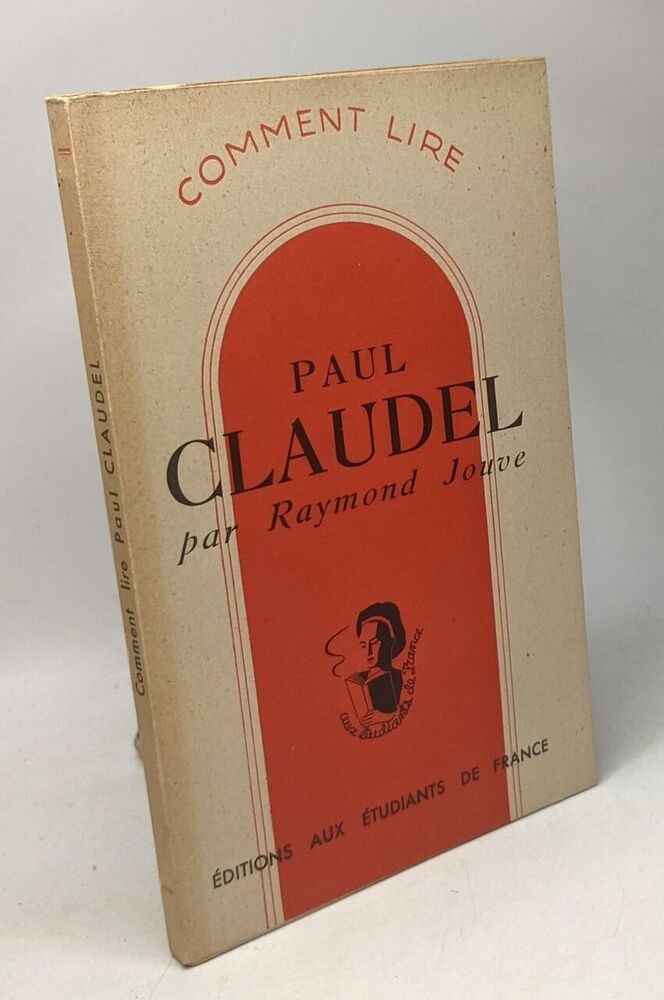 COMMENT LIRE
PAUL
CLAUDEL
par Raymond Jouve
aux étudiants de France
ÉDITIONS AUX ÉTUDIANTS DE FRANCE
Comment lire Paul CLAUDEL